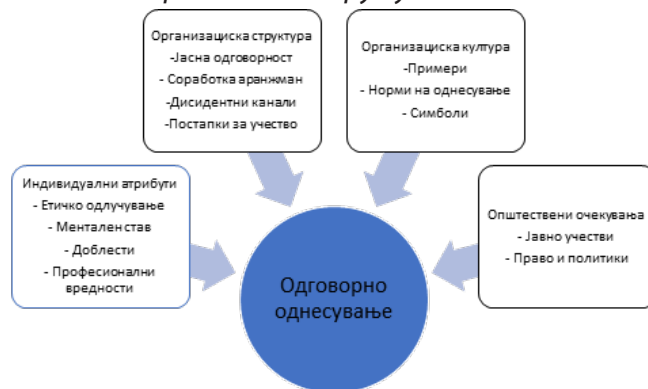 Организациска структура
-Јасна одговорност
- Соработка аранжман
-Дисидентни канали
-Постапки за учество
Организациска култура
-Примери
- Норми на однесување
- Симболи
Индивидуални атрибути
- Етичко одлучување
- Ментален став
- Доблести
- Професионални
вредности
Општествени очекувања
- Јавно учестви
- Право и политики
Одговорно
однесување